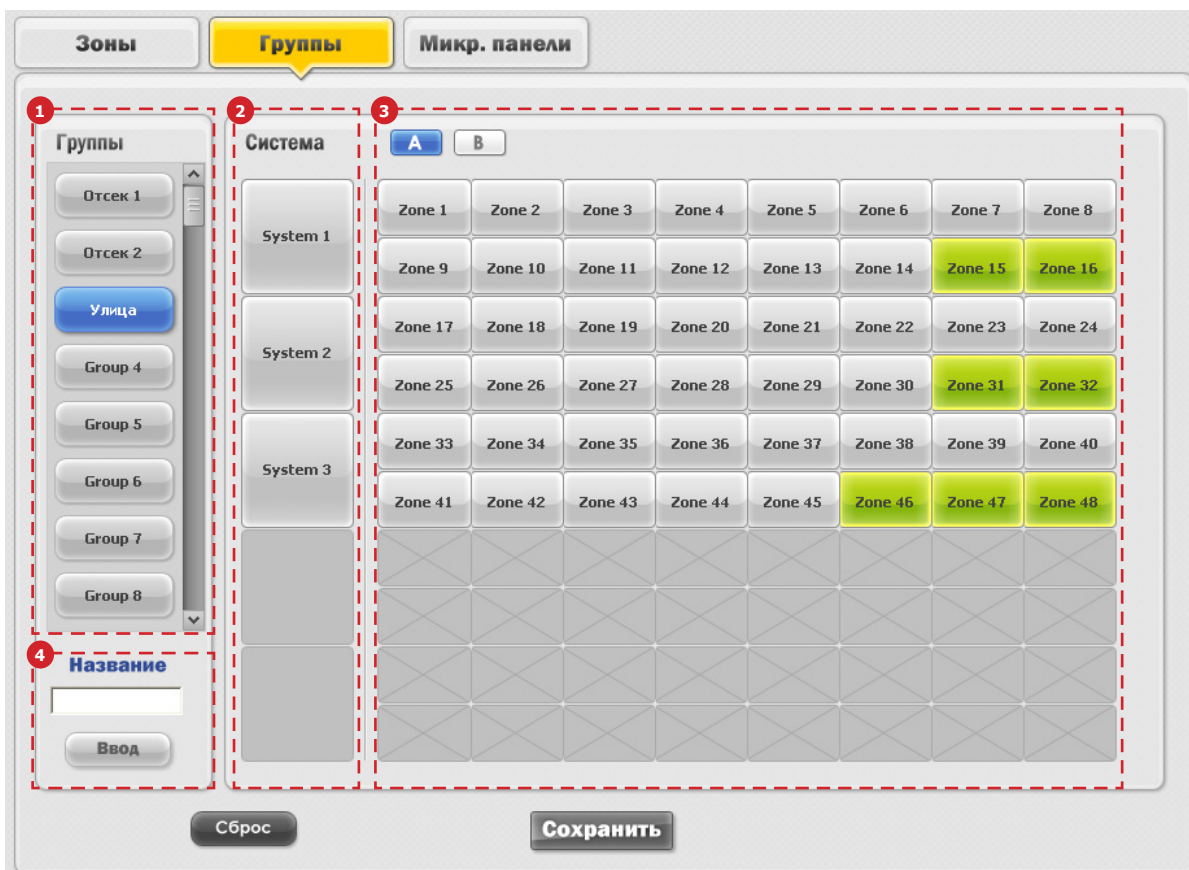 Зоны Группы Микр. панели
1 2 3
Группы Система A B
Отсек 1
Отсек 2
Улица
Group 4
Group 5
Group 6
Group 7
Group 8
System 1
System 2
System 3
Zone 1 Zone 2 Zone 3 Zone 4 Zone 5 Zone 6 Zone 7 Zone 8
Zone 9 Zone 10 Zone 11 Zone 12 Zone 13 Zone 14 Zone 15 Zone 16
Zone 17 Zone 18 Zone 19 Zone 20 Zone 21 Zone 22 Zone 23 Zone 24
Zone 25 Zone 26 Zone 27 Zone 28 Zone 29 Zone 30 Zone 31 Zone 32
Zone 33 Zone 34 Zone 35 Zone 36 Zone 37 Zone 38 Zone 39 Zone 40
Zone 41 Zone 42 Zone 43 Zone 44 Zone 45 Zone 46 Zone 47 Zone 48
4
Название
Ввод
Сброс Сохранить